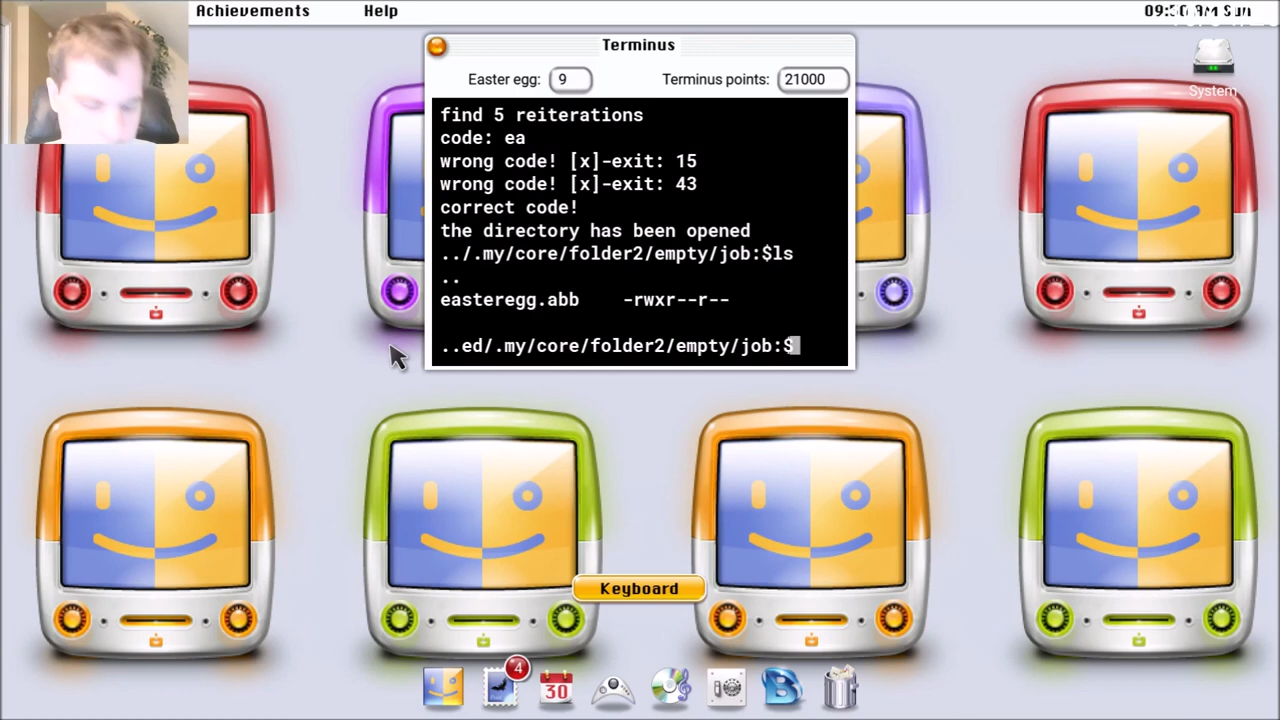 Achievements Help
Terminus
Easteregg: 9 Terminus points: 21000
find 5 reiterations
code: ea
wrong code! [x]-exit: 15
wrong code! [x]-exit: 43
correct code!
the directory has been opened
../.my/core/folder2/empty/job:$ls
..
easteregg.abb -rwxr--r--
..ed/.my/core/folder2/empty/job:$
System
Keyboard
4
30